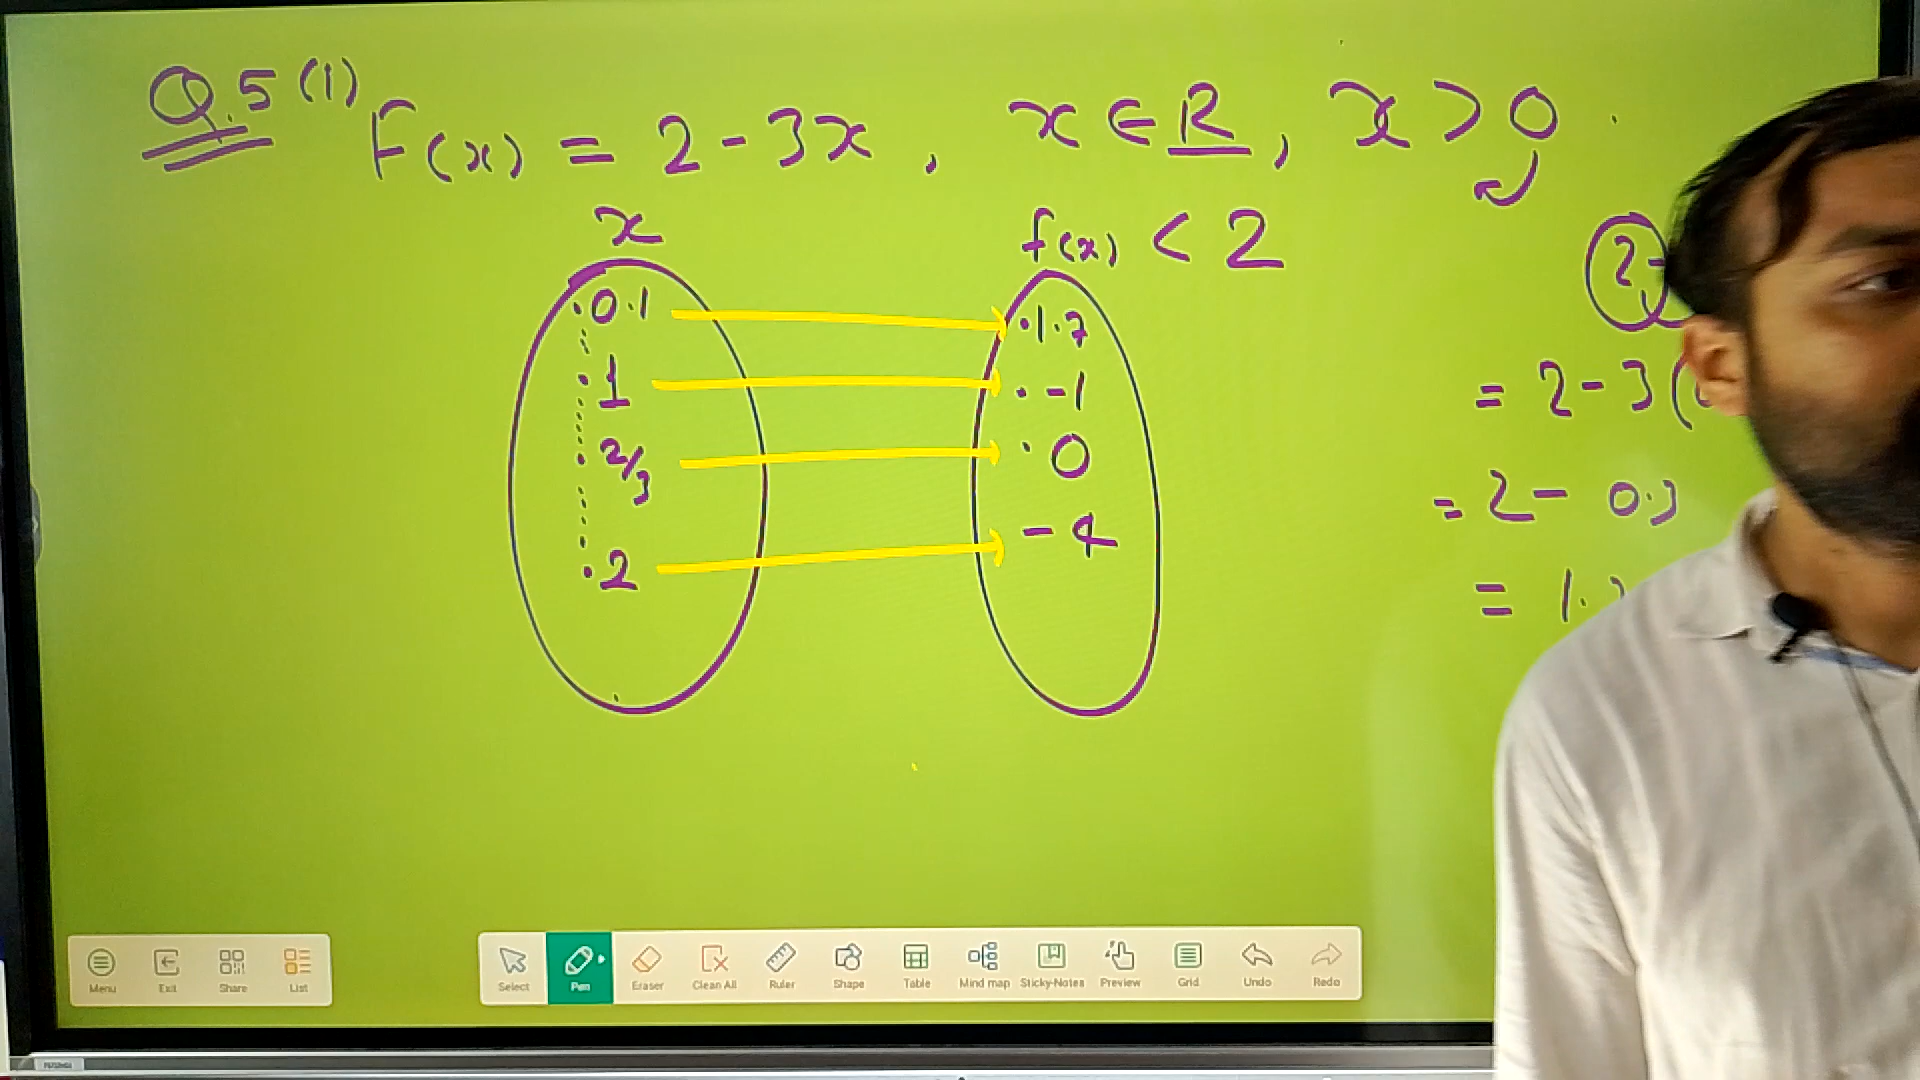 Q.5 (1) F(x) = 2 - 3x, x ∈ R, x > 0
x f(x) < 2
.0.1 .1.7
.1 . -1
.2/3 . 0
.2 - 4
2
= 2 - 3(
= 2 - 0.3
= 1.
Menu Exit Share List Select Pen Eraser Clean All Ruler Shape Table Mind map Sticky-Notes Preview Grid Undo Redo